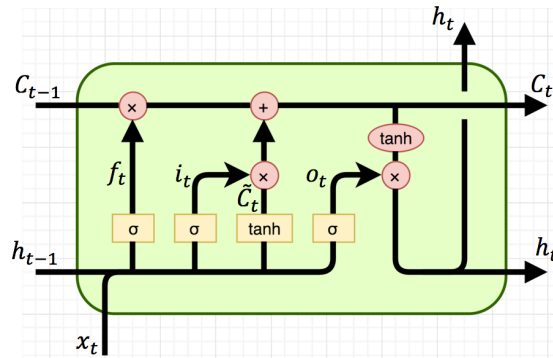 h_t
C_{t-1} × + C_t
tanh
f_t i_t × o_t ×
C̃_t
σ σ tanh σ
h_{t-1} h_t
x_t